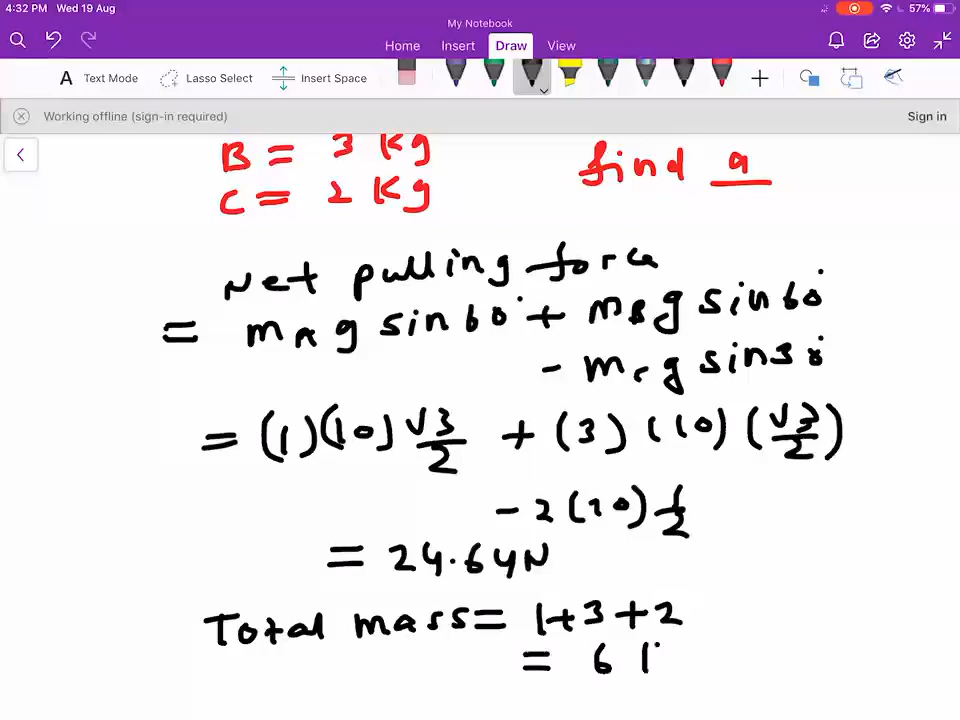 4:32 PM Wed 19 Aug
57%
My Notebook
Home Insert Draw View
A Text Mode Lasso Select Insert Space
Working offline (sign-in required) Sign in
B = 3 kg find a
C = 2 kg
Net pulling force
= mA g sin60° + mB g sin60°
- mc g sin30°
= (1)(10) √3/2 + (3) (10) (√3/2)
- 2 (10) 1/2
= 24.64N
Total mass = 1+3+2
= 6